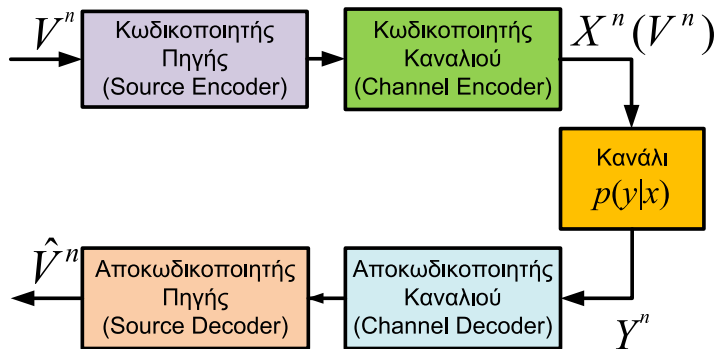 V^n
Κωδικοποιητής
Πηγής
(Source Encoder)
Κωδικοποιητής
Καναλιού
(Channel Encoder)
X^n(V^n)
Κανάλι
p(y|x)
V̂^n
Αποκωδικοποιητής
Πηγής
(Source Decoder)
Αποκωδικοποιητής
Καναλιού
(Channel Decoder)
Y^n